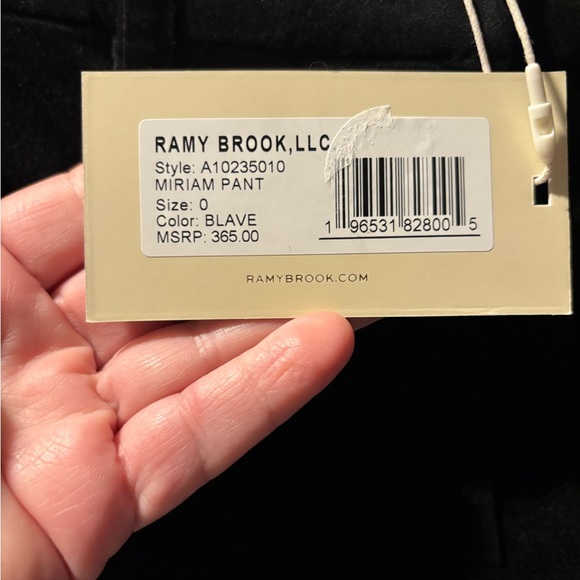 RAMY BROOK,LLC
Style: A10235010
MIRIAM PANT
Size: 0
Color: BLAVE
MSRP: 365.00
1 96531 82800 5
RAMYBROOK.COM